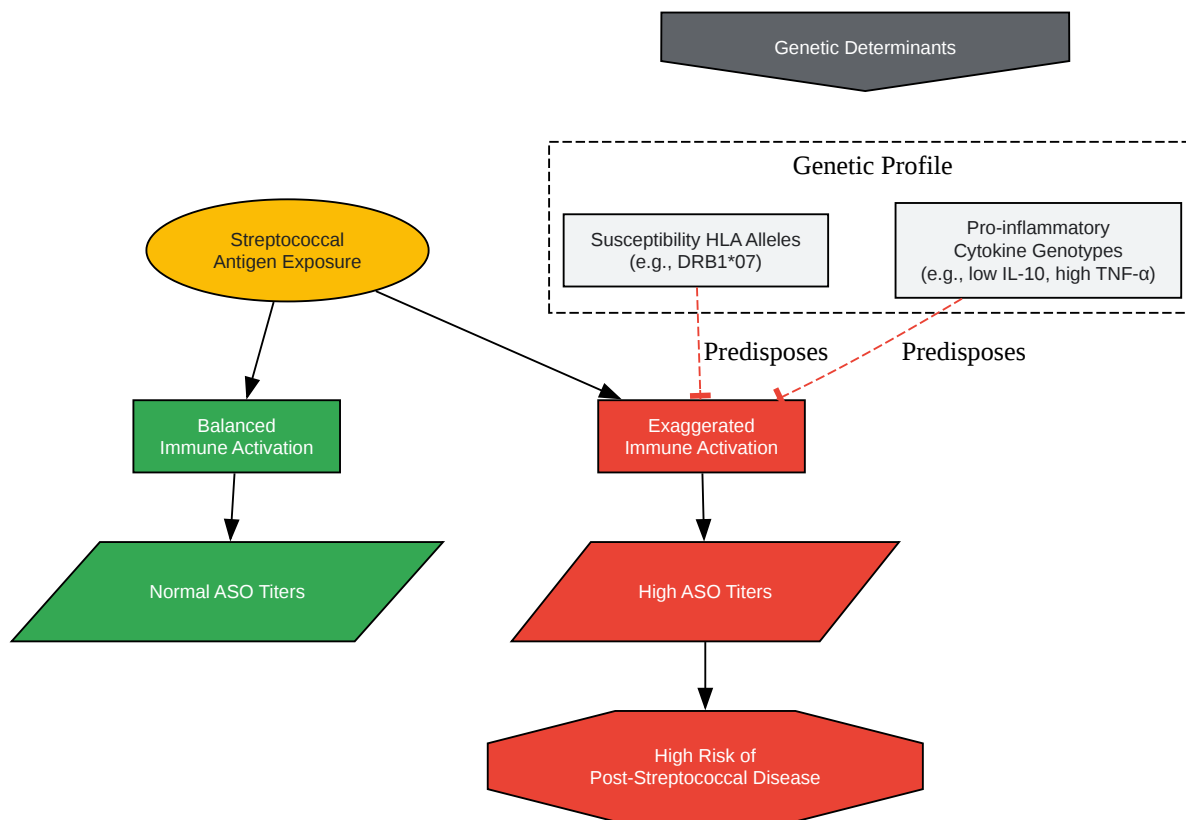 Genetic Determinants
Genetic Profile
Streptococcal
Antigen Exposure
Susceptibility HLA Alleles
(e.g., DRB1*07)
Pro-inflammatory
Cytokine Genotypes
(e.g., low IL-10, high TNF-α)
Predisposes
Predisposes
Balanced
Immune Activation
Exaggerated
Immune Activation
Normal ASO Titers
High ASO Titers
High Risk of
Post-Streptococcal Disease